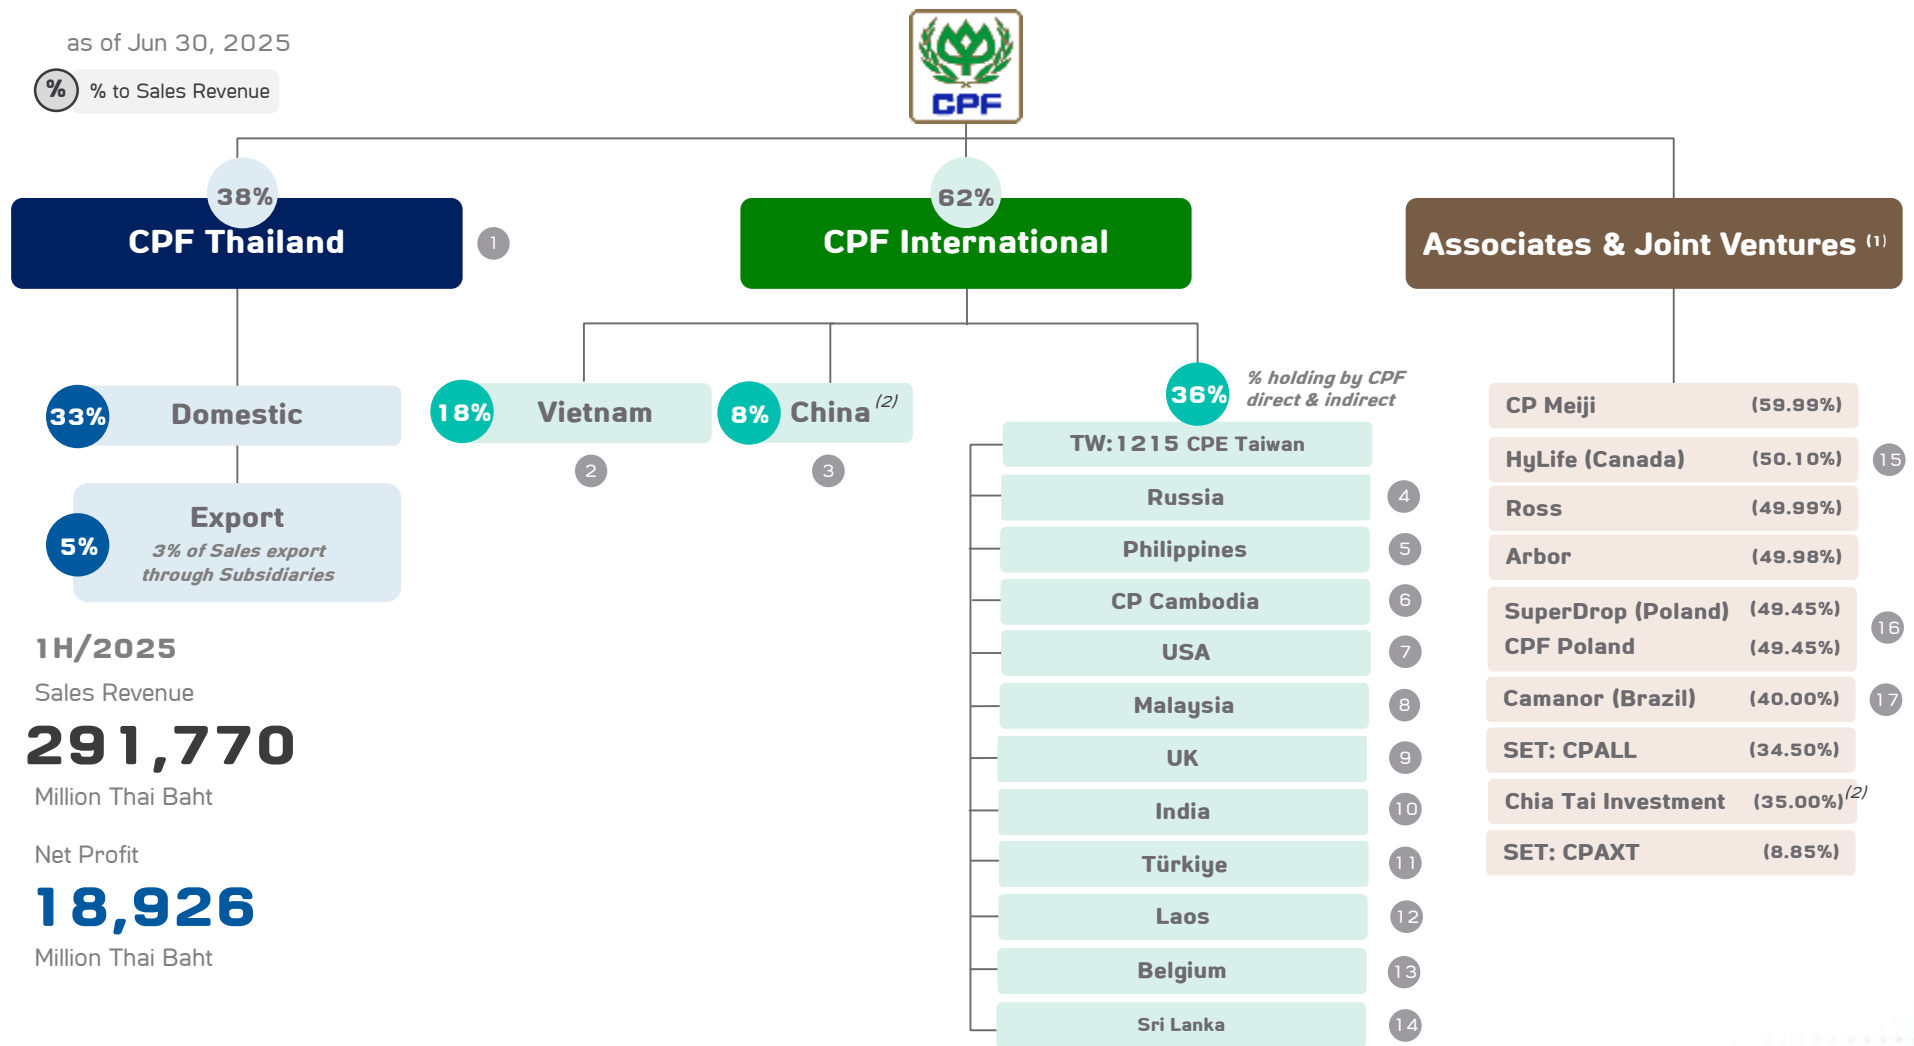 as of Jun 30, 2025
% % to Sales Revenue
CPF
38%
CPF Thailand
1
33%
Domestic
5%
Export
3% of Sales export
through Subsidiaries
1H/2025
Sales Revenue
291,770
Million Thai Baht
Net Profit
18,926
Million Thai Baht
62%
CPF International
18%
Vietnam
2
8%
China (2)
3
36%
% holding by CPF
direct & indirect
TW:1215 CPE Taiwan
Russia 4
Philippines 5
CP Cambodia 6
USA 7
Malaysia 8
UK 9
India 10
Türkiye 11
Laos 12
Belgium 13
Sri Lanka 14
Associates & Joint Ventures (1)
CP Meiji (59.99%)
HyLife (Canada) (50.10%) 15
Ross (49.99%)
Arbor (49.98%)
SuperDrop (Poland) (49.45%)
CPF Poland (49.45%)
16
Camanor (Brazil) (40.00%) 17
SET: CPALL (34.50%)
Chia Tai Investment (35.00%) (2)
SET: CPAXT (8.85%)